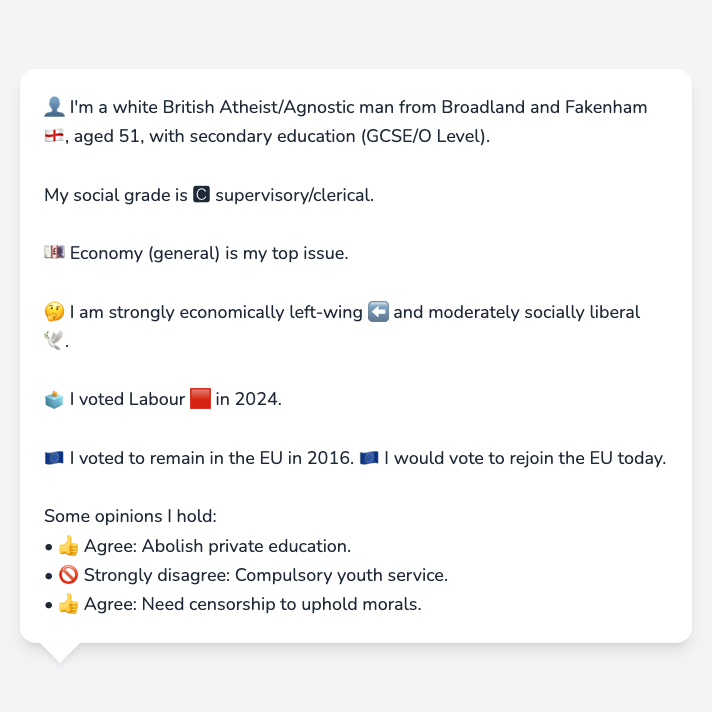 👤 I'm a white British Atheist/Agnostic man from Broadland and Fakenham
🏴󠁧󠁢󠁥󠁮󠁧󠁿, aged 51, with secondary education (GCSE/O Level).
My social grade is C supervisory/clerical.
💷 Economy (general) is my top issue.
🤔 I am strongly economically left-wing ⬅️ and moderately socially liberal
🕊️.
🗳️ I voted Labour 🟥 in 2024.
🇪🇺 I voted to remain in the EU in 2016. 🇪🇺 I would vote to rejoin the EU today.
Some opinions I hold:
• 👍 Agree: Abolish private education.
• 🚫 Strongly disagree: Compulsory youth service.
• 👍 Agree: Need censorship to uphold morals.